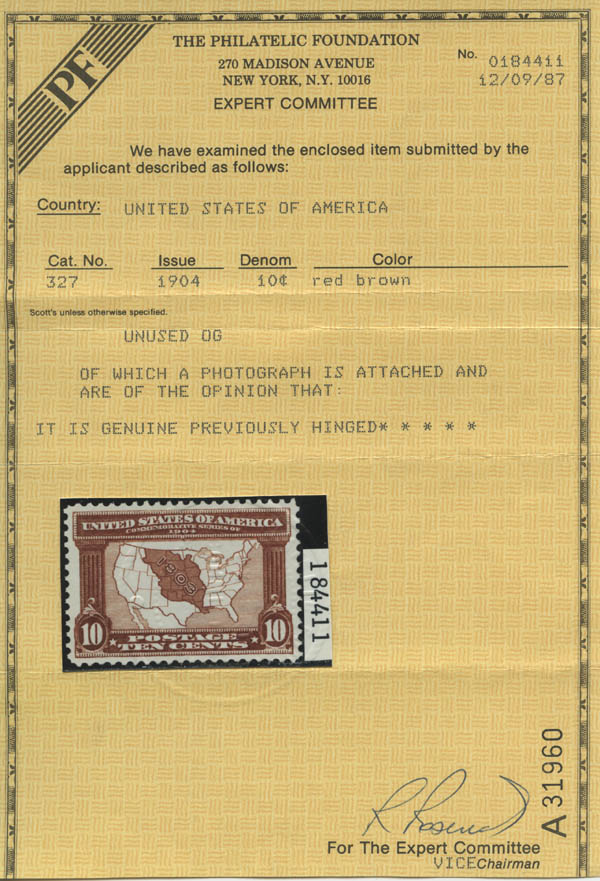 PF
THE PHILATELIC FOUNDATION
270 MADISON AVENUE
NEW YORK, N.Y. 10016
EXPERT COMMITTEE
No. 0184411
12/09/87
We have examined the enclosed item submitted by the
applicant described as follows:
Country: UNITED STATES OF AMERICA
Cat. No. Issue Denom Color
327 1904 10¢ red brown
Scott's unless otherwise specified.
UNUSED OG
OF WHICH A PHOTOGRAPH IS ATTACHED AND
ARE OF THE OPINION THAT:
IT IS GENUINE PREVIOUSLY HINGED* * * * *
UNITED STATES OF AMERICA
COMMEMORATIVE SERIES OF
1904
1803
10 POSTAGE 10
TEN CENTS
184411
A 31960
For The Expert Committee
VICE Chairman